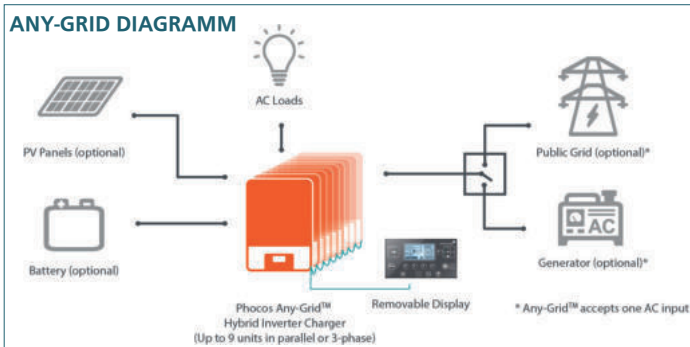 ANY-GRID DIAGRAMM
AC Loads
PV Panels (optional)
Public Grid (optional)*
AC
Battery (optional)
Generator (optional)*
Phocos Any-Grid™
Hybrid Inverter Charger
(Up to 9 units in parallel or 3-phase)
Removable Display
* Any-Grid™ accepts one AC input